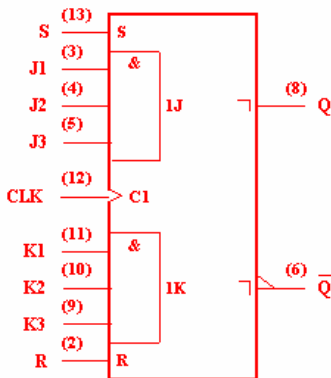 (13)
S S
(3) &
J1
(4) (8)
J2 1J Q
(5)
J3
(12)
CLK C1
(11)
K1 &
(10) (6)
K2 1K Q̅
(9)
K3
(2)
R R